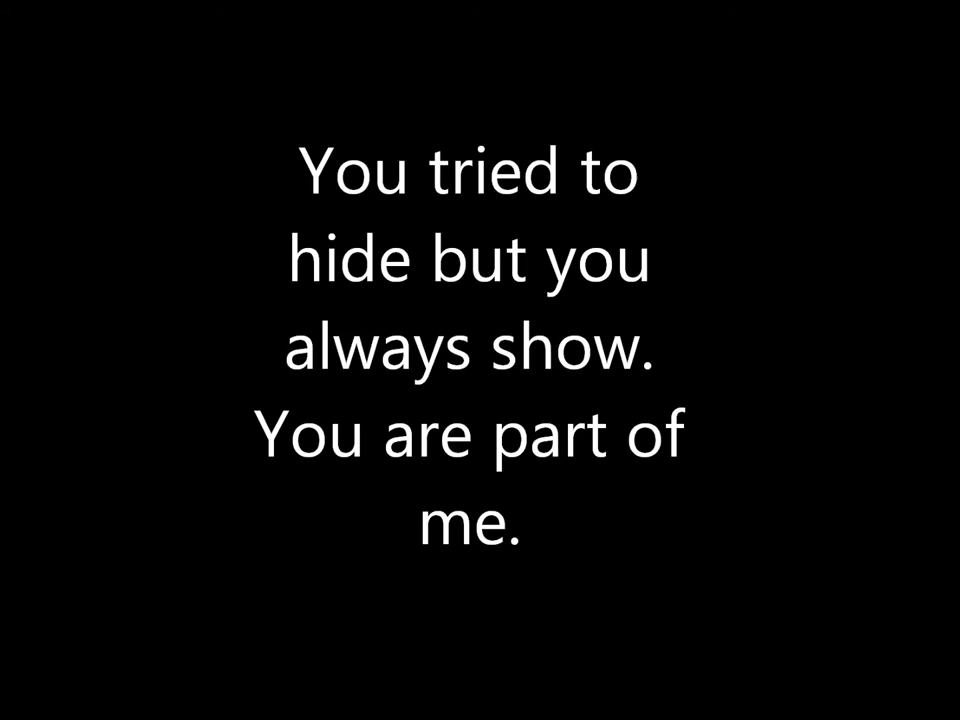 You tried to
hide but you
always show.
You are part of
me.